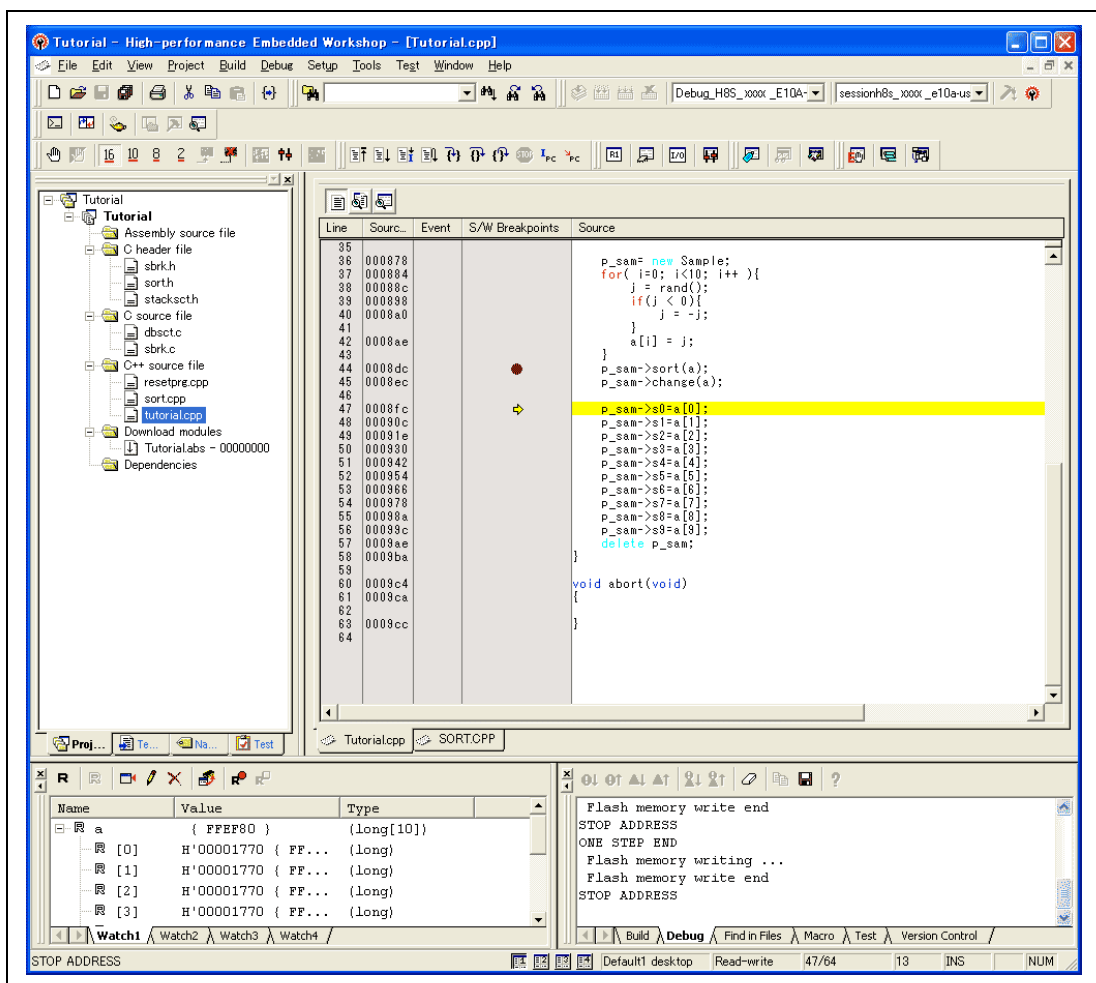 Tutorial - High-performance Embedded Workshop - [Tutorial.cpp]
File Edit View Project Build Debug Setup Tools Test Window Help
Debug_H8S_xxxx_E10A- sessionh8s_xxxx_e10a-us
16 10 8 2
Tutorial
Tutorial
Assembly source file
C header file
sbrk.h
sort.h
stacksct.h
C source file
dbsct.c
sbrk.c
C++ source file
resetprg.cpp
sort.cpp
tutorial.cpp
Download modules
Tutorial.abs - 00000000
Dependencies
Proj... Te... Na... Test
Line Sourc... Event S/W Breakpoints Source
35
36 000878 p_sam= new Sample;
37 000884 for( i=0; i<10; i++ ){
38 00088c j = rand();
39 000898 if(j < 0){
40 0008a0 j = -j;
41 }
42 0008ae a[i] = j;
43 }
44 0008dc p_sam->sort(a);
45 0008ec p_sam->change(a);
46
47 0008fc p_sam->s0=a[0];
48 00090c p_sam->s1=a[1];
49 00091e p_sam->s2=a[2];
50 000930 p_sam->s3=a[3];
51 000942 p_sam->s4=a[4];
52 000954 p_sam->s5=a[5];
53 000966 p_sam->s6=a[6];
54 000978 p_sam->s7=a[7];
55 00098a p_sam->s8=a[8];
56 00099c p_sam->s9=a[9];
57 0009ae delete p_sam;
58 0009ba }
59
60 0009c4 void abort(void)
61 0009ca {
62
63 0009cc }
64
Tutorial.cpp SORT.CPP
Name Value Type
R a { FFEF80 } (long[10])
R [0] H'00001770 { FF... (long)
R [1] H'00001770 { FF... (long)
R [2] H'00001770 { FF... (long)
R [3] H'00001770 { FF... (long)
Watch1 Watch2 Watch3 Watch4
Flash memory write end
STOP ADDRESS
ONE STEP END
Flash memory writing ...
Flash memory write end
STOP ADDRESS
Build Debug Find in Files Macro Test Version Control
STOP ADDRESS 1 2 3 4 Default1 desktop Read-write 47/64 13 INS NUM